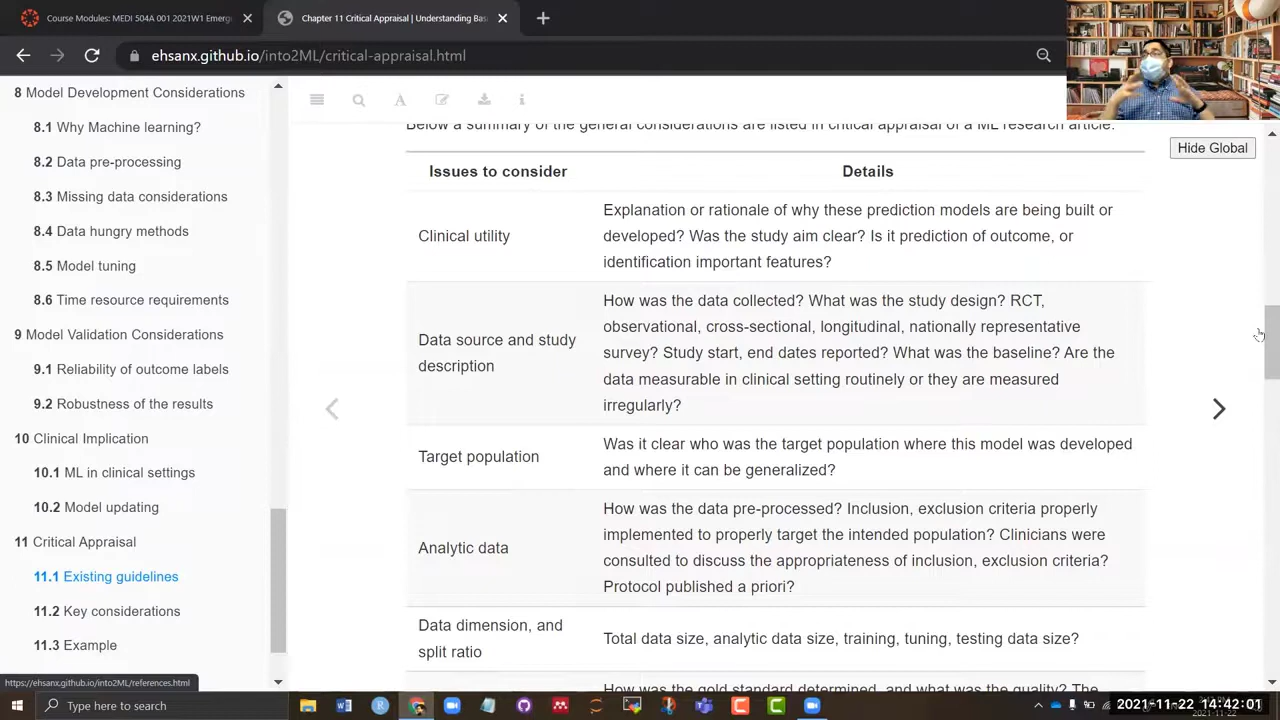 Course Modules: MEDI 504A 001 2021W1 Emerg
Chapter 11 Critical Appraisal | Understanding Bas
ehsanx.github.io/into2ML/critical-appraisal.html
8 Model Development Considerations
8.1 Why Machine learning?
8.2 Data pre-processing
8.3 Missing data considerations
8.4 Data hungry methods
8.5 Model tuning
8.6 Time resource requirements
9 Model Validation Considerations
9.1 Reliability of outcome labels
9.2 Robustness of the results
10 Clinical Implication
10.1 ML in clinical settings
10.2 Model updating
11 Critical Appraisal
11.1 Existing guidelines
11.2 Key considerations
11.3 Example
https://ehsanx.github.io/into2ML/references.html
Below a summary of the general considerations are listed in critical appraisal of a ML research article.
Hide Global
Issues to consider Details
Clinical utility
Explanation or rationale of why these prediction models are being built or
developed? Was the study aim clear? Is it prediction of outcome, or
identification important features?
Data source and study
description
How was the data collected? What was the study design? RCT,
observational, cross-sectional, longitudinal, nationally representative
survey? Study start, end dates reported? What was the baseline? Are the
data measurable in clinical setting routinely or they are measured
irregularly?
Target population
Was it clear who was the target population where this model was developed
and where it can be generalized?
Analytic data
How was the data pre-processed? Inclusion, exclusion criteria properly
implemented to properly target the intended population? Clinicians were
consulted to discuss the appropriateness of inclusion, exclusion criteria?
Protocol published a priori?
Data dimension, and
split ratio
Total data size, analytic data size, training, tuning, testing data size?
How was the gold standard determined, and what was the quality? The
Type here to search
2021-11-22 14:42:01